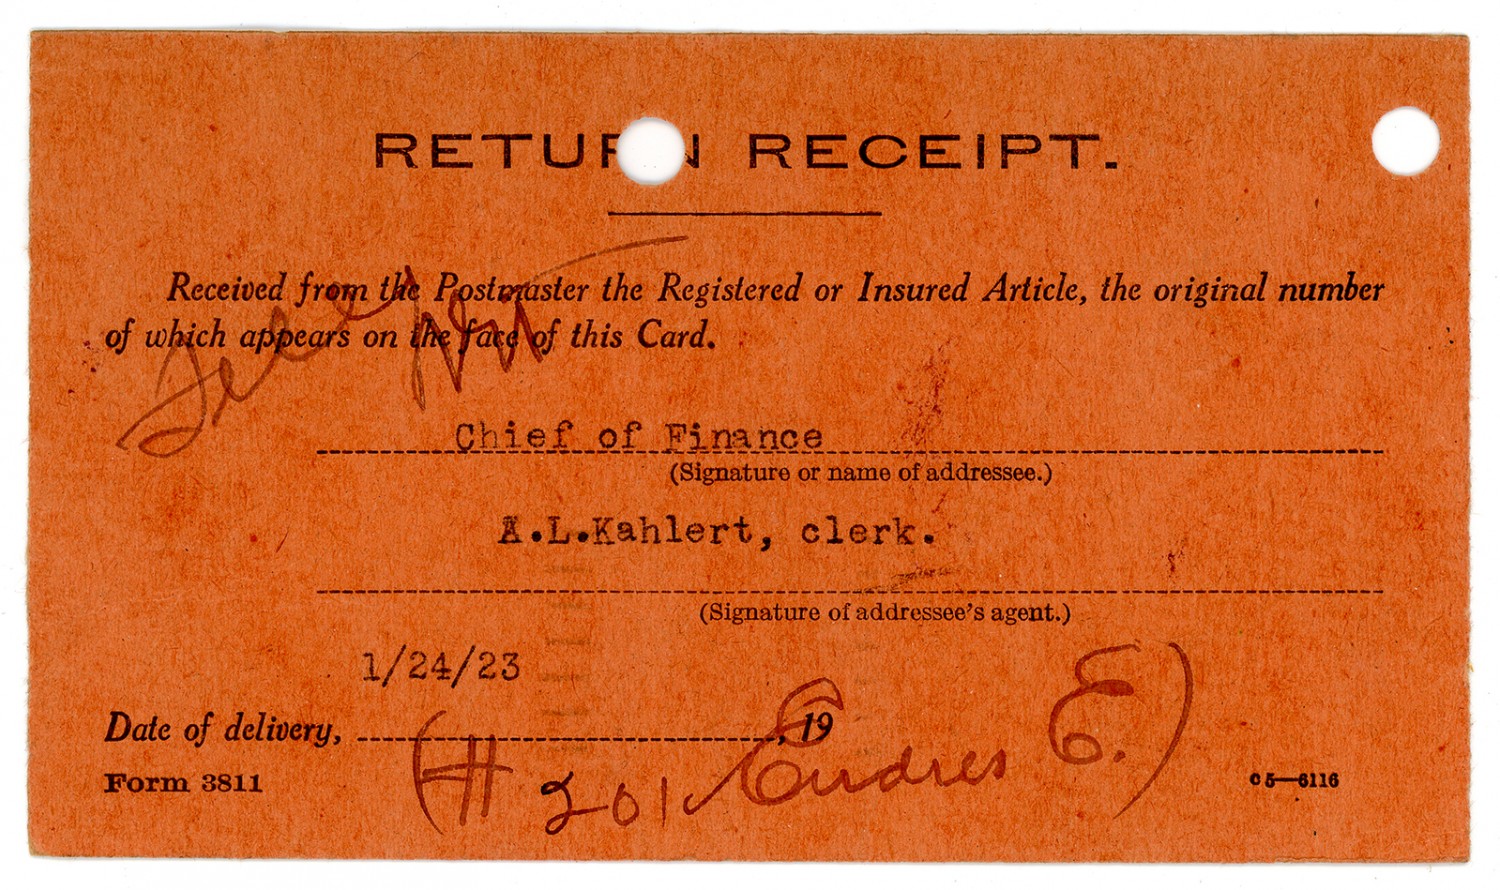 RETURN RECEIPT.
Received from the Postmaster the Registered or Insured Article, the original number
of which appears on the face of this Card.
File
Chief of Finance
(Signature or name of addressee.)
A.L.Kahlert, clerk.
(Signature of addressee's agent.)
1/24/23
Date of delivery, , 19
(# 201 Endres E.)
Form 3811
C5—6116